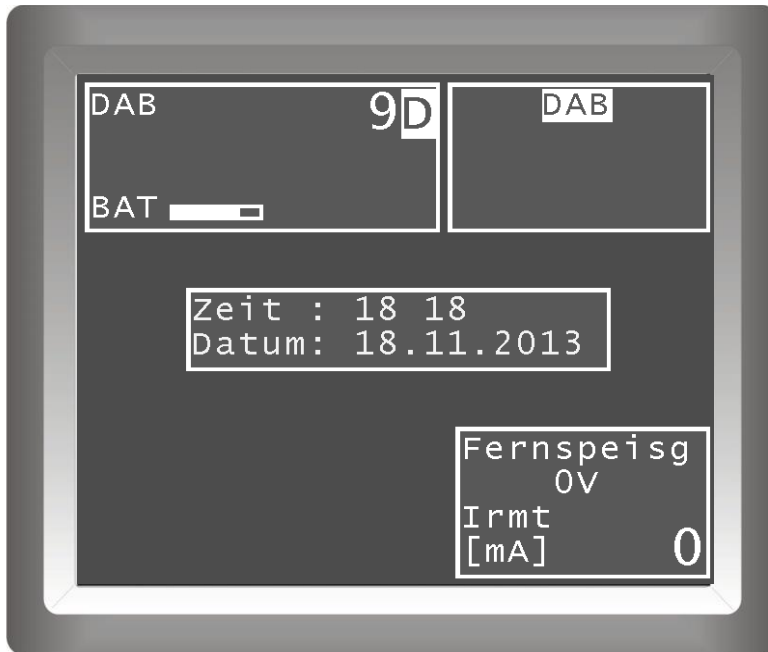 DAB 9D
BAT
DAB
Zeit : 18 18
Datum: 18.11.2013
Fernspeisg
0V
Irmt
[mA] 0